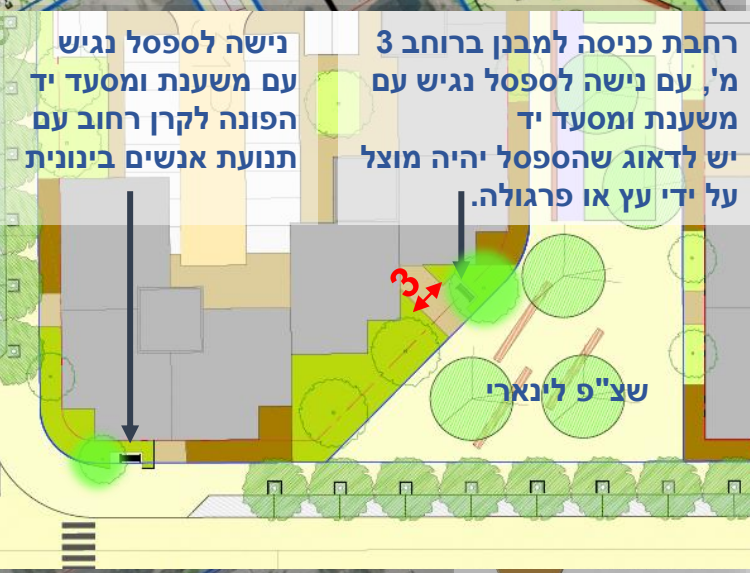 רחבת כניסה למבנן ברוחב 3
מ', עם נישה לספסל נגיש עם
משענת ומסעד יד
יש לדאוג שהספסל יהיה מוצל
על ידי עץ או פרגולה.
נישה לספסל נגיש
עם משענת ומסעד יד
הפונה לקרן רחוב עם
תנועת אנשים בינונית
3
שצ"פ לינארי